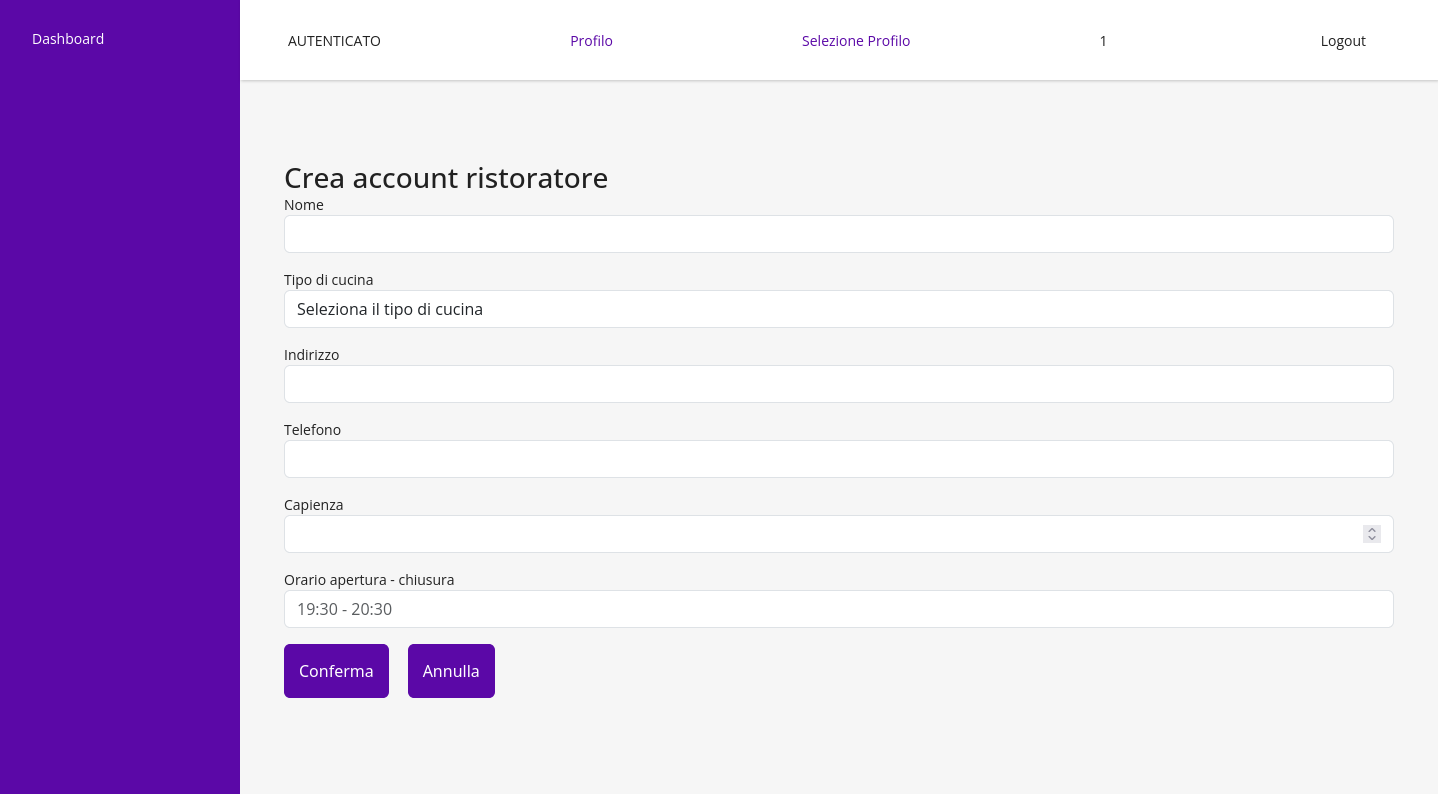 Dashboard
AUTENTICATO
Profilo
Selezione Profilo
1
Logout
Crea account ristoratore
Nome
Tipo di cucina
Seleziona il tipo di cucina
Indirizzo
Telefono
Capienza
Orario apertura - chiusura
19:30 - 20:30
Conferma
Annulla